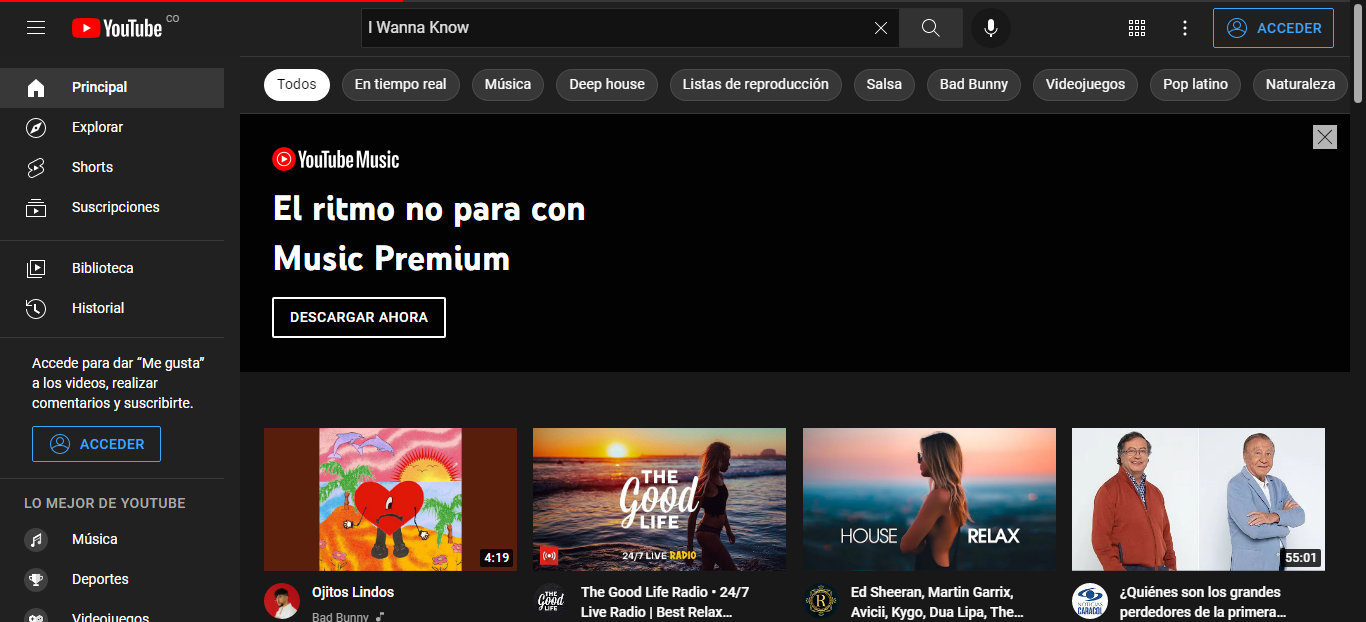 YouTube CO
I Wanna Know
ACCEDER
Principal
Explorar
Shorts
Suscripciones
Biblioteca
Historial
Accede para dar “Me gusta”
a los videos, realizar
comentarios y suscribirte.
ACCEDER
LO MEJOR DE YOUTUBE
Música
Deportes
Videojuegos
Todos
En tiempo real
Música
Deep house
Listas de reproducción
Salsa
Bad Bunny
Videojuegos
Pop latino
Naturaleza
YouTube Music
El ritmo no para con
Music Premium
DESCARGAR AHORA
4:19
Ojitos Lindos
Bad Bunny
THE
Good
LIFE
24/7 LIVE RADIO
THE
Good
LIFE
The Good Life Radio • 24/7
Live Radio | Best Relax...
HOUSE RELAX
R
Ed Sheeran, Martin Garrix,
Avicii, Kygo, Dua Lipa, The...
55:01
NOTICIAS
CARACOL
¿Quiénes son los grandes
perdedores de la primera...